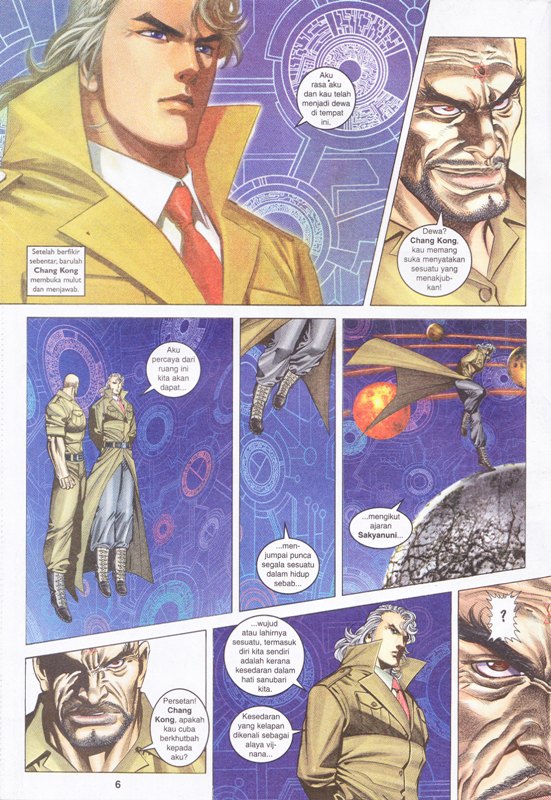 Aku
rasa aku
dan kau telah
menjadi dewa
di tempat
ini.
Setelah berfikir
sebentar, barulah
Chang Kong
membuka mulut
dan menjawab.
Dewa?
Chang Kong,
kau memang
suka menyatakan
sesuatu yang
menakjub-
kan!
Aku
percaya dari
ruang ini
kita akan
dapat...
...men-
jumpai punca
segala sesuatu
dalam hidup
sebab...
...mengikut
ajaran
Sakyanuni...
Persetan!
Chang
Kong, apakah
kau cuba
berkhutbah
kepada
aku?
...wujud
atau lahirnya
sesuatu, termasuk
diri kita sendiri
adalah kerana
kesedaran dalam
hati sanubari
kita.
Kesedaran
yang kelapan
dikenali sebagai
alaya vij-
nana...
?
6